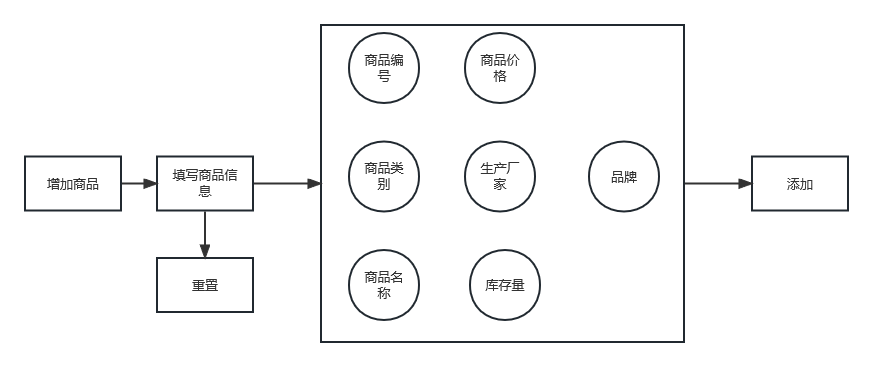 增加商品
填写商品信
息
重置
商品编
号
商品价
格
商品类
别
生产厂
家
品牌
商品名
称
库存量
添加